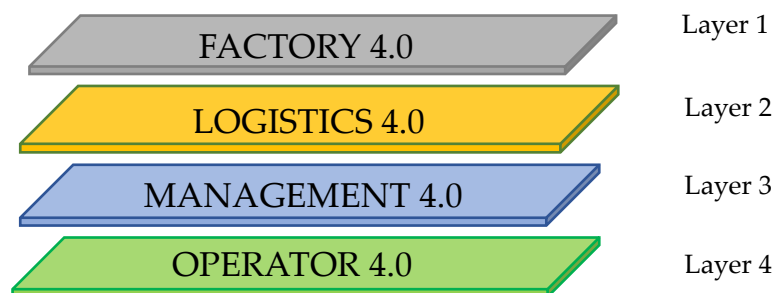 FACTORY 4.0 Layer 1
LOGISTICS 4.0 Layer 2
MANAGEMENT 4.0 Layer 3
OPERATOR 4.0 Layer 4